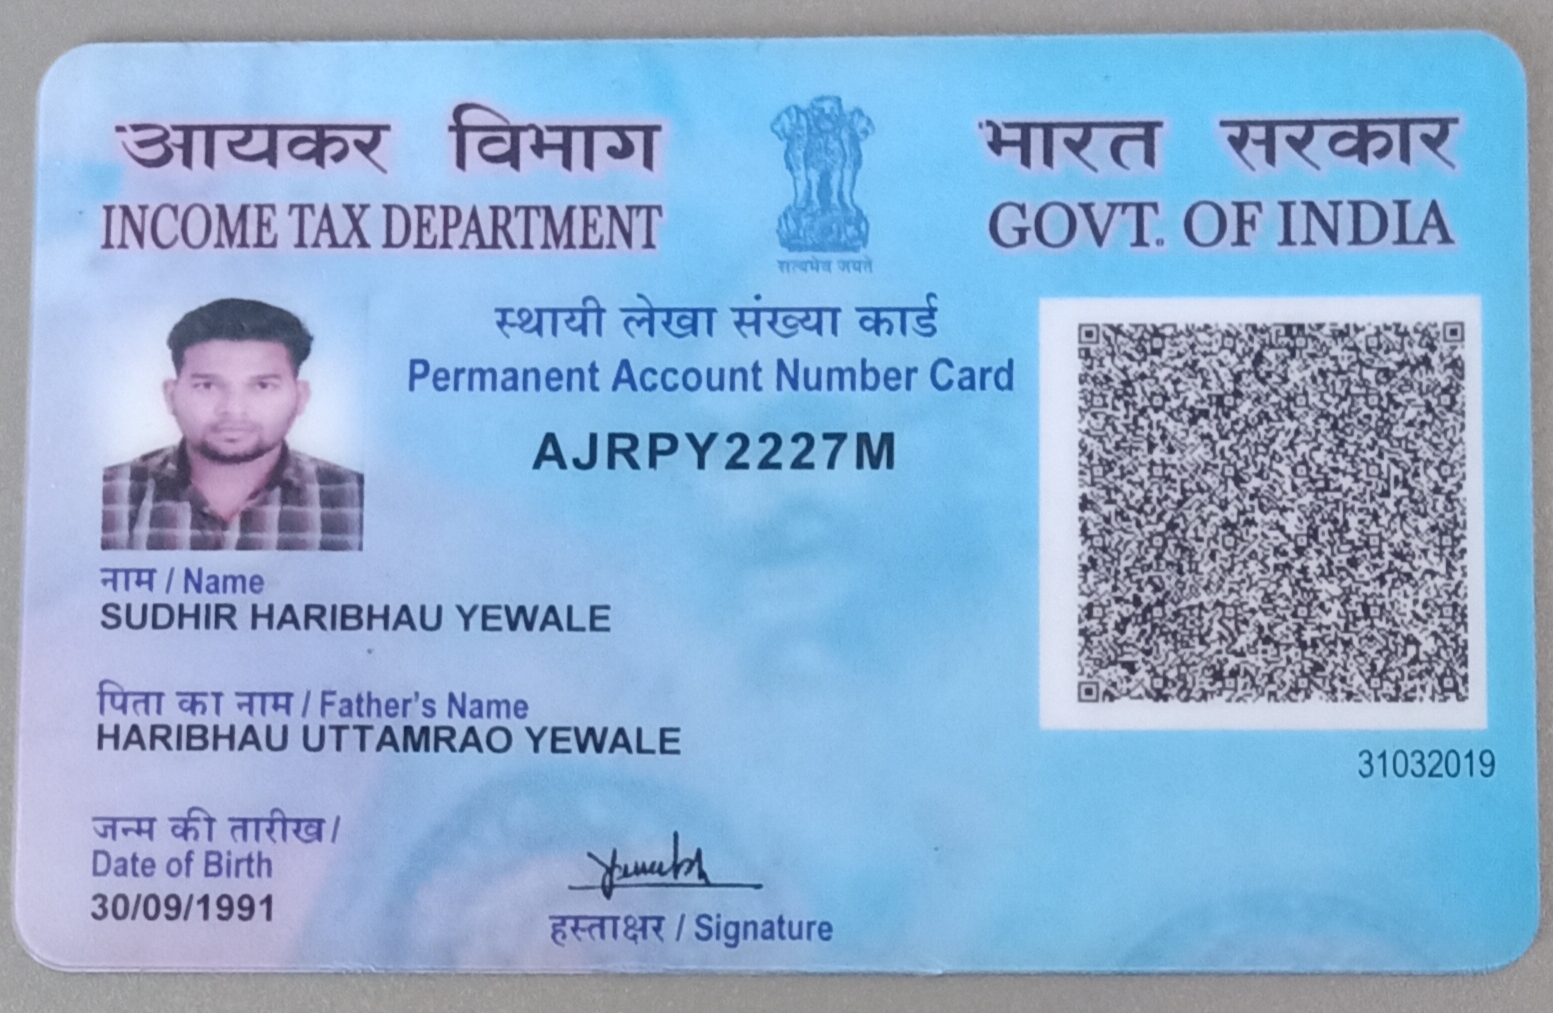 आयकर विभाग
INCOME TAX DEPARTMENT
सत्यमेव जयते
भारत सरकार
GOVT. OF INDIA
स्थायी लेखा संख्या कार्ड
Permanent Account Number Card
AJRPY2227M
नाम / Name
SUDHIR HARIBHAU YEWALE
पिता का नाम / Father's Name
HARIBHAU UTTAMRAO YEWALE
31032019
जन्म की तारीख/
Date of Birth
30/09/1991
हस्ताक्षर / Signature